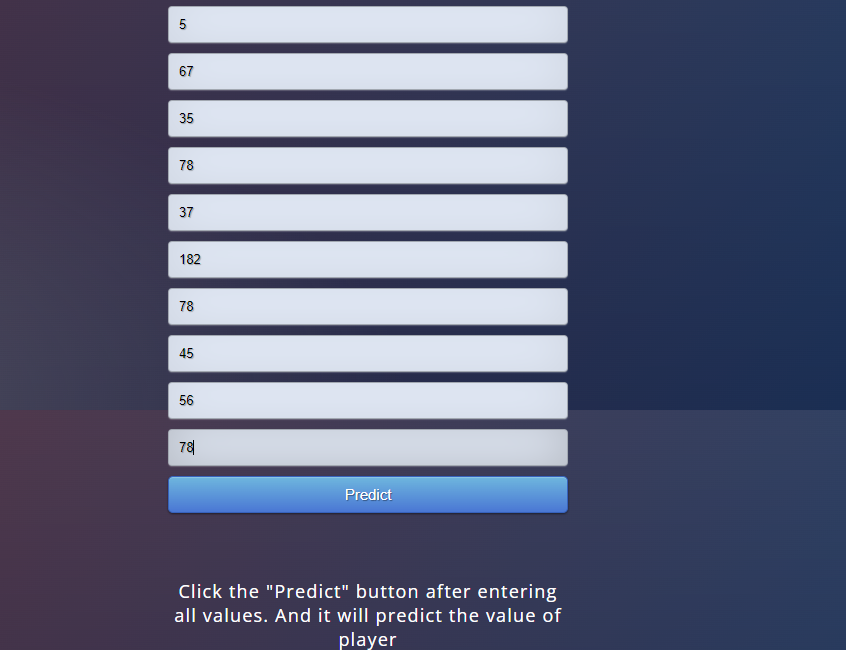 5
67
35
78
37
182
78
45
56
78
Predict
Click the "Predict" button after entering
all values. And it will predict the value of
player